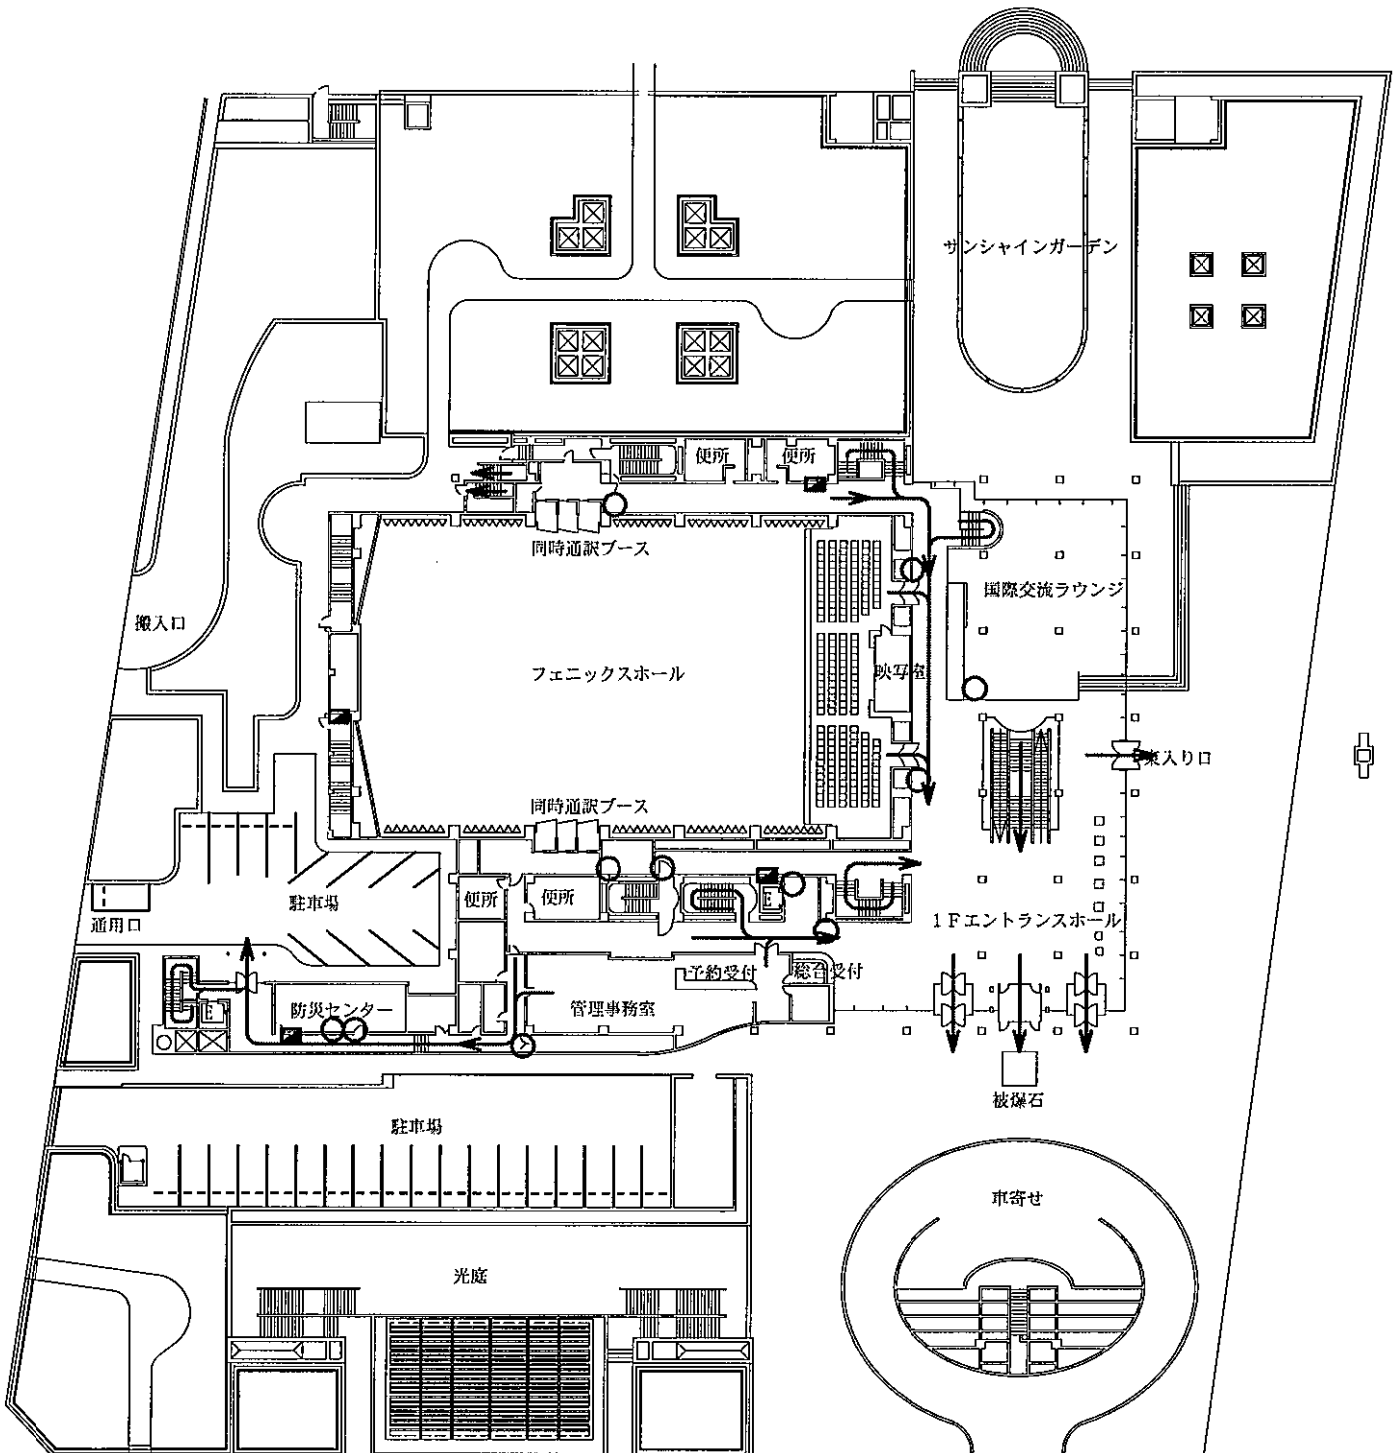 サンシャインガーデン
便所
便所
同時通訳ブース
国際交流ラウンジ
搬入口
フェニックスホール
映写室
東入り口
同時通訳ブース
駐車場
便所
便所
通用口
1Fエントランスホール
予約受付
総合受付
防災センター
管理事務室
被爆石
駐車場
車寄せ
光庭